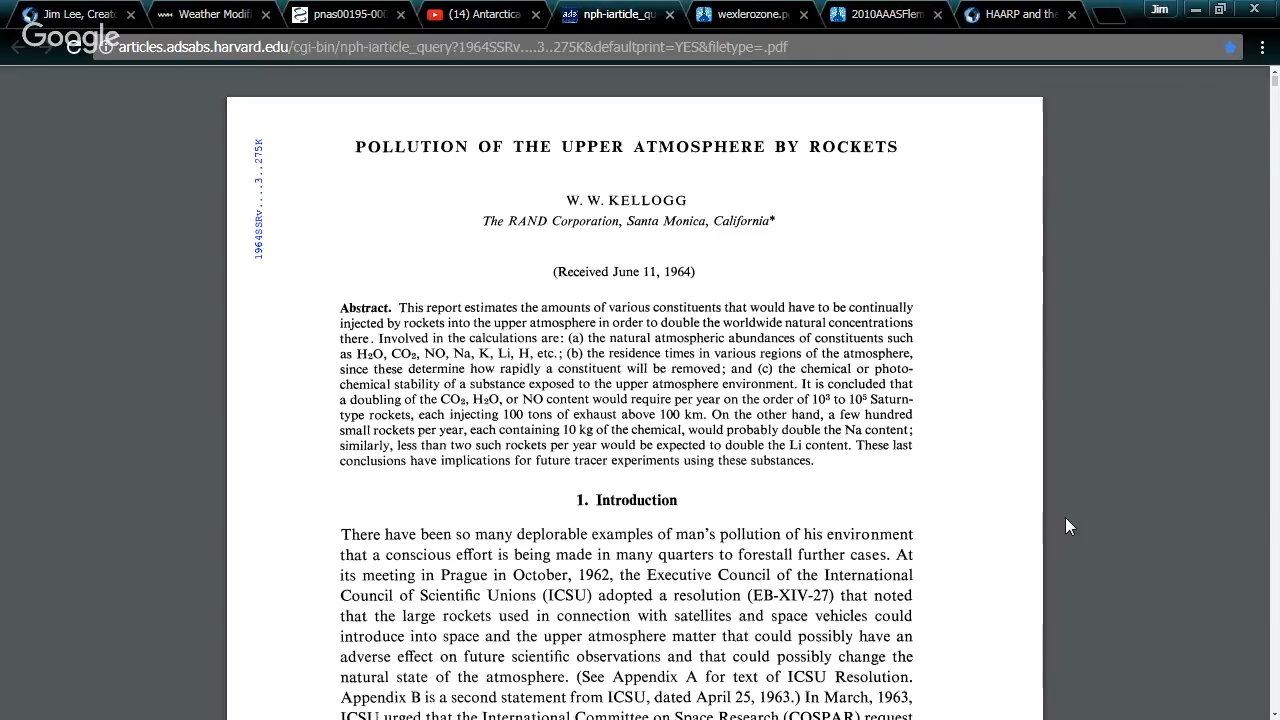 Jim Lee, Creat
Weather Modifi
pnas00195-00
(14) Antarctica
nph-iarticle_qu
wexlerozone.p
2010AAASFlem
HAARP and the
Jim
Google
articles.adsabs.harvard.edu/cgi-bin/nph-iarticle_query?1964SSRv....3..275K&defaultprint=YES&filetype=.pdf
1964SSRv....3..275K
POLLUTION OF THE UPPER ATMOSPHERE BY ROCKETS
W. W. KELLOGG
The RAND Corporation, Santa Monica, California*
(Received June 11, 1964)
Abstract. This report estimates the amounts of various constituents that would have to be continually
injected by rockets into the upper atmosphere in order to double the worldwide natural concentrations
there. Involved in the calculations are: (a) the natural atmospheric abundances of constituents such
as H2O, CO2, NO, Na, K, Li, H, etc.; (b) the residence times in various regions of the atmosphere,
since these determine how rapidly a constituent will be removed; and (c) the chemical or photo-
chemical stability of a substance exposed to the upper atmosphere environment. It is concluded that
a doubling of the CO2, H2O, or NO content would require per year on the order of 10³ to 10⁵ Saturn-
type rockets, each injecting 100 tons of exhaust above 100 km. On the other hand, a few hundred
small rockets per year, each containing 10 kg of the chemical, would probably double the Na content;
similarly, less than two such rockets per year would be expected to double the Li content. These last
conclusions have implications for future tracer experiments using these substances.
1. Introduction
There have been so many deplorable examples of man's pollution of his environment
that a conscious effort is being made in many quarters to forestall further cases. At
its meeting in Prague in October, 1962, the Executive Council of the International
Council of Scientific Unions (ICSU) adopted a resolution (EB-XIV-27) that noted
that the large rockets used in connection with satellites and space vehicles could
introduce into space and the upper atmosphere matter that could possibly have an
adverse effect on future scientific observations and that could possibly change the
natural state of the atmosphere. (See Appendix A for text of ICSU Resolution.
Appendix B is a second statement from ICSU, dated April 25, 1963.) In March, 1963,
ICSU urged that the International Committee on Space Research (COSPAR) request